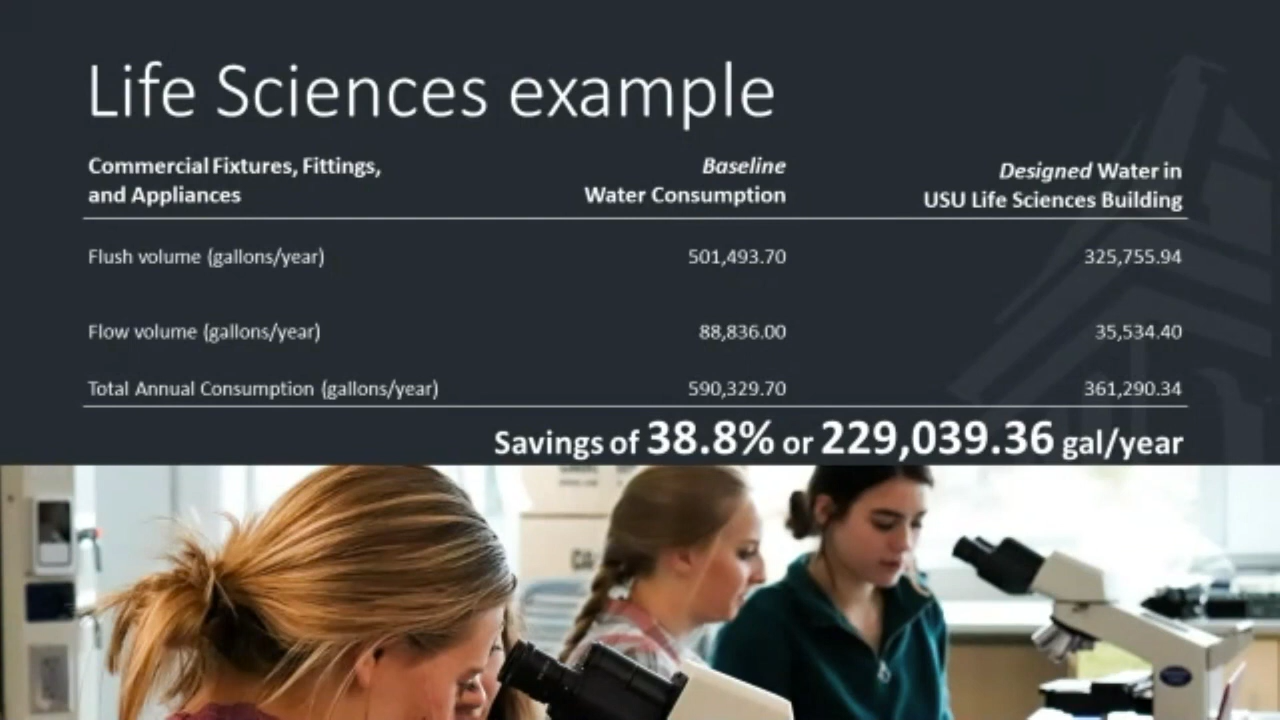 Life Sciences example
Commercial Fixtures, Fittings,
and Appliances
Baseline
Water Consumption
Designed Water in
USU Life Sciences Building
Flush volume (gallons/year) 501,493.70 325,755.94
Flow volume (gallons/year) 88,836.00 35,534.40
Total Annual Consumption (gallons/year) 590,329.70 361,290.34
Savings of 38.8% or 229,039.36 gal/year